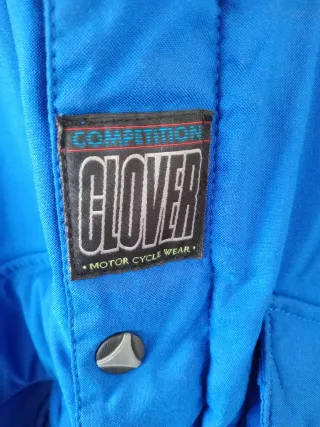 COMPETITION
CLOVER
• MOTOR CYCLE WEAR •